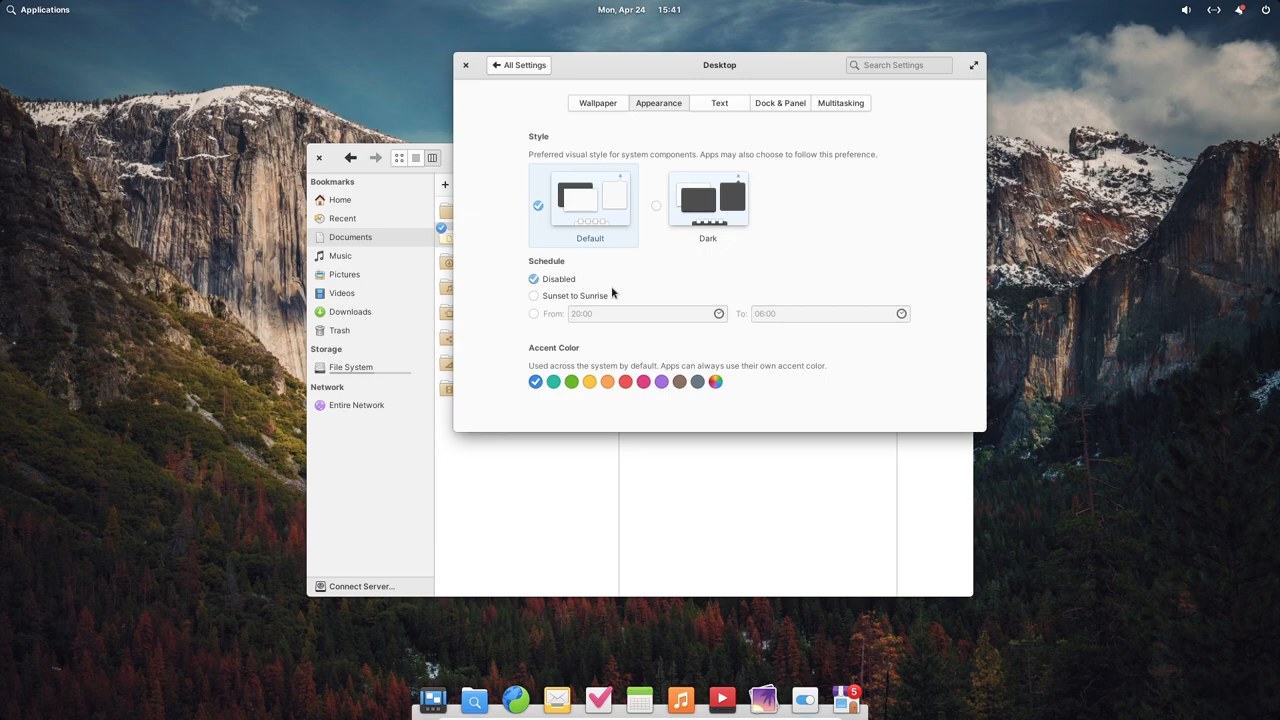 Applications
Mon, Apr 24 15:41
All Settings
Desktop
Search Settings
Wallpaper
Appearance
Text
Dock & Panel
Multitasking
Style
Preferred visual style for system components. Apps may also choose to follow this preference.
Default
Dark
Schedule
Disabled
Sunset to Sunrise
From: 20:00 To: 06:00
Accent Color
Used across the system by default. Apps can always use their own accent color.
Bookmarks
Home
Recent
Documents
Music
Pictures
Videos
Downloads
Trash
Storage
File System
Network
Entire Network
Connect Server...
5